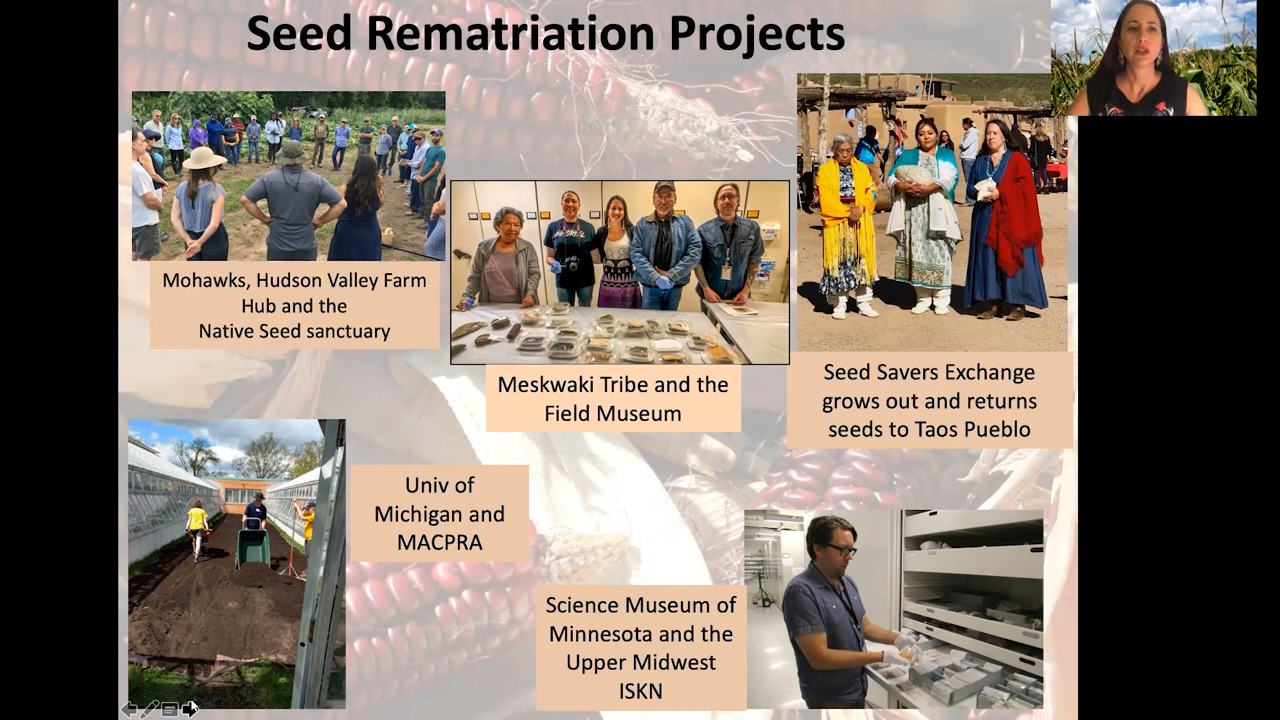 Seed Rematriation Projects
Mohawks, Hudson Valley Farm
Hub and the
Native Seed sanctuary
Meskwaki Tribe and the
Field Museum
Seed Savers Exchange
grows out and returns
seeds to Taos Pueblo
Univ of
Michigan and
MACPRA
Science Museum of
Minnesota and the
Upper Midwest
ISKN